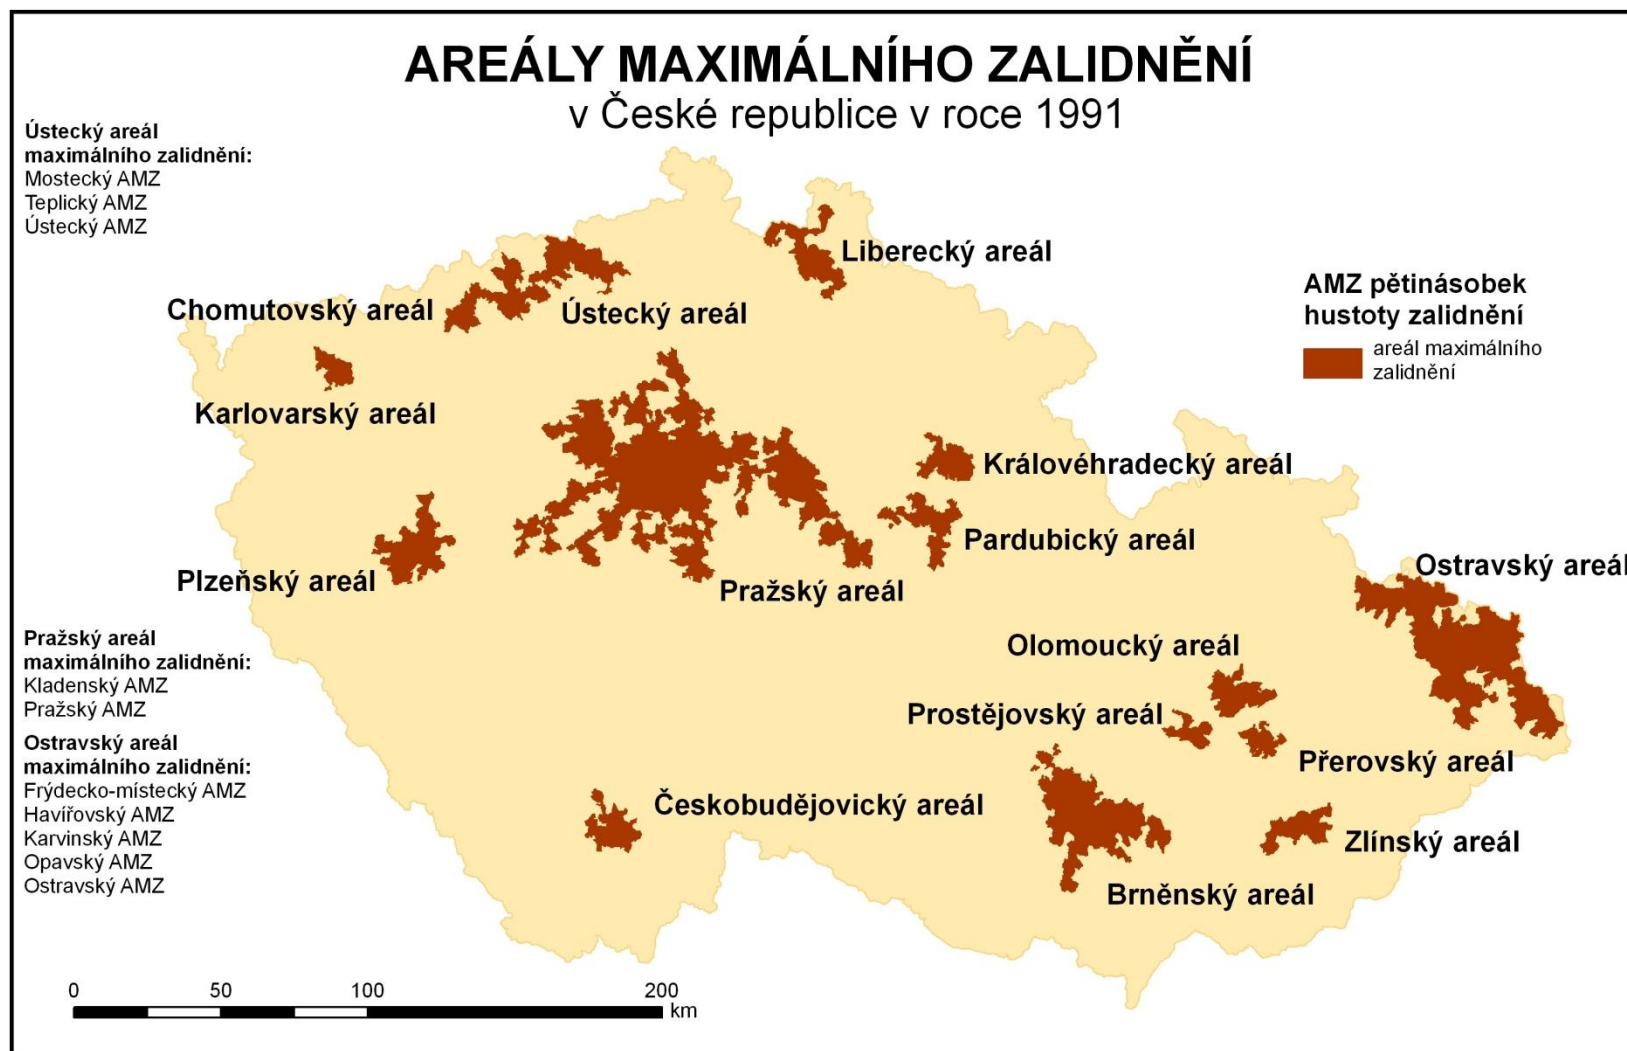 AREÁLY MAXIMÁLNÍHO ZALIDNĚNÍ
v České republice v roce 1991
Ústecký areál
maximálního zalidnění:
Mostecký AMZ
Teplický AMZ
Ústecký AMZ
Liberecký areál
Chomutovský areál
Ústecký areál
AMZ pětinásobek
hustoty zalidnění
areál maximálního
zalidnění
Karlovarský areál
Královéhradecký areál
Pardubický areál
Plzeňský areál
Pražský areál
Ostravský areál
Pražský areál
maximálního zalidnění:
Kladenský AMZ
Pražský AMZ
Olomoucký areál
Prostějovský areál
Přerovský areál
Ostravský areál
maximálního zalidnění:
Frýdecko-místecký AMZ
Havířovský AMZ
Karvinský AMZ
Opavský AMZ
Ostravský AMZ
Českobudějovický areál
Zlínský areál
Brněnský areál
0 50 100 200
km